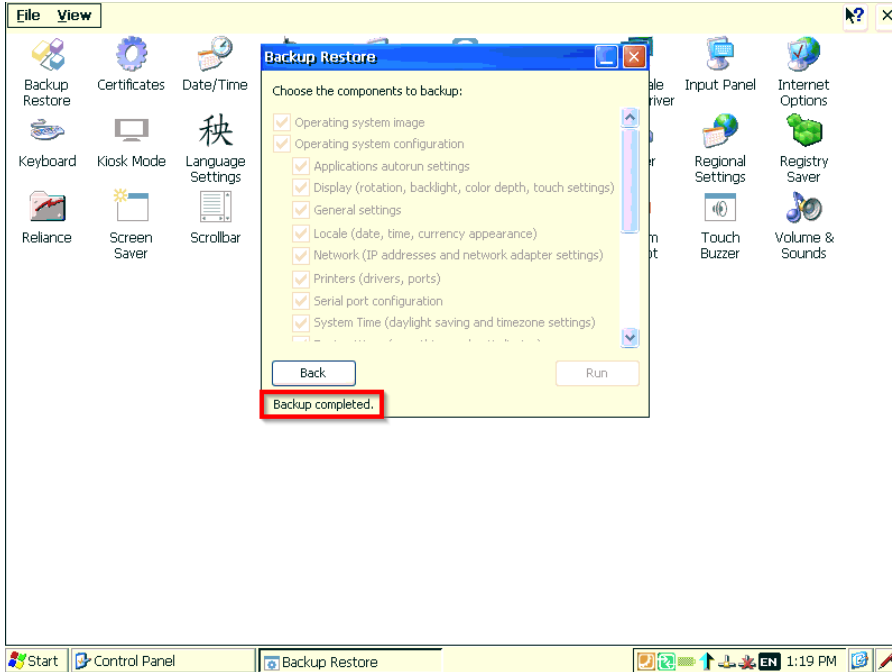 File View
?
Backup Restore
Certificates
Date/Time
Input Panel
Internet Options
Keyboard
Kiosk Mode
秧
Language Settings
Regional Settings
Registry Saver
Reliance
Screen Saver
Scrollbar
Touch Buzzer
Volume & Sounds
Backup Restore
Choose the components to backup:
Operating system image
Operating system configuration
Applications autorun settings
Display (rotation, backlight, color depth, touch settings)
General settings
Locale (date, time, currency appearance)
Network (IP addresses and network adapter settings)
Printers (drivers, ports)
Serial port configuration
System Time (daylight saving and timezone settings)
Back
Run
Backup completed.
Start
Control Panel
Backup Restore
EN
1:19 PM